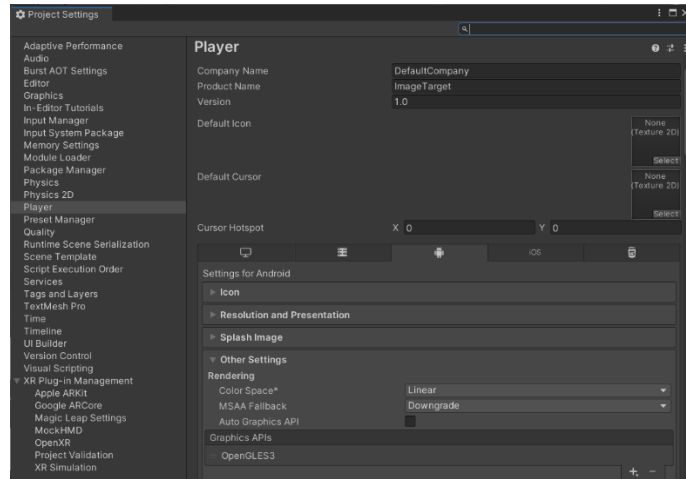 Project Settings
Adaptive Performance
Audio
Burst AOT Settings
Editor
Graphics
In-Editor Tutorials
Input Manager
Input System Package
Memory Settings
Module Loader
Package Manager
Physics
Physics 2D
Player
Preset Manager
Quality
Runtime Scene Serialization
Scene Template
Script Execution Order
Services
Tags and Layers
TextMesh Pro
Time
Timeline
UI Builder
Version Control
Visual Scripting
XR Plug-in Management
Apple ARKit
Google ARCore
Magic Leap Settings
MockHMD
OpenXR
Project Validation
XR Simulation
Player
Company Name DefaultCompany
Product Name ImageTarget
Version 1.0
Default Icon
None
(Texture 2D)
Select
Default Cursor
None
(Texture 2D)
Select
Cursor Hotspot X 0 Y 0
iOS
Settings for Android
Icon
Resolution and Presentation
Splash Image
Other Settings
Rendering
Color Space* Linear
MSAA Fallback Downgrade
Auto Graphics API
Graphics APIs
OpenGLES3